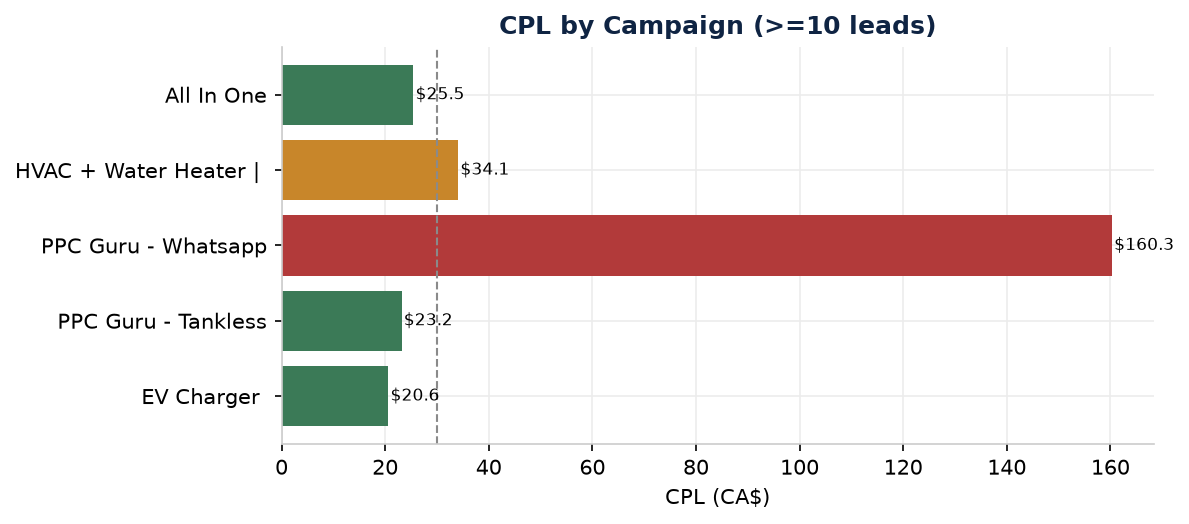 CPL by Campaign (>=10 leads)
All In One
$25.5
HVAC + Water Heater |
$34.1
PPC Guru - Whatsapp
$160.3
PPC Guru - Tankless
$23.2
EV Charger
$20.6
0 20 40 60 80 100 120 140 160
CPL (CA$)